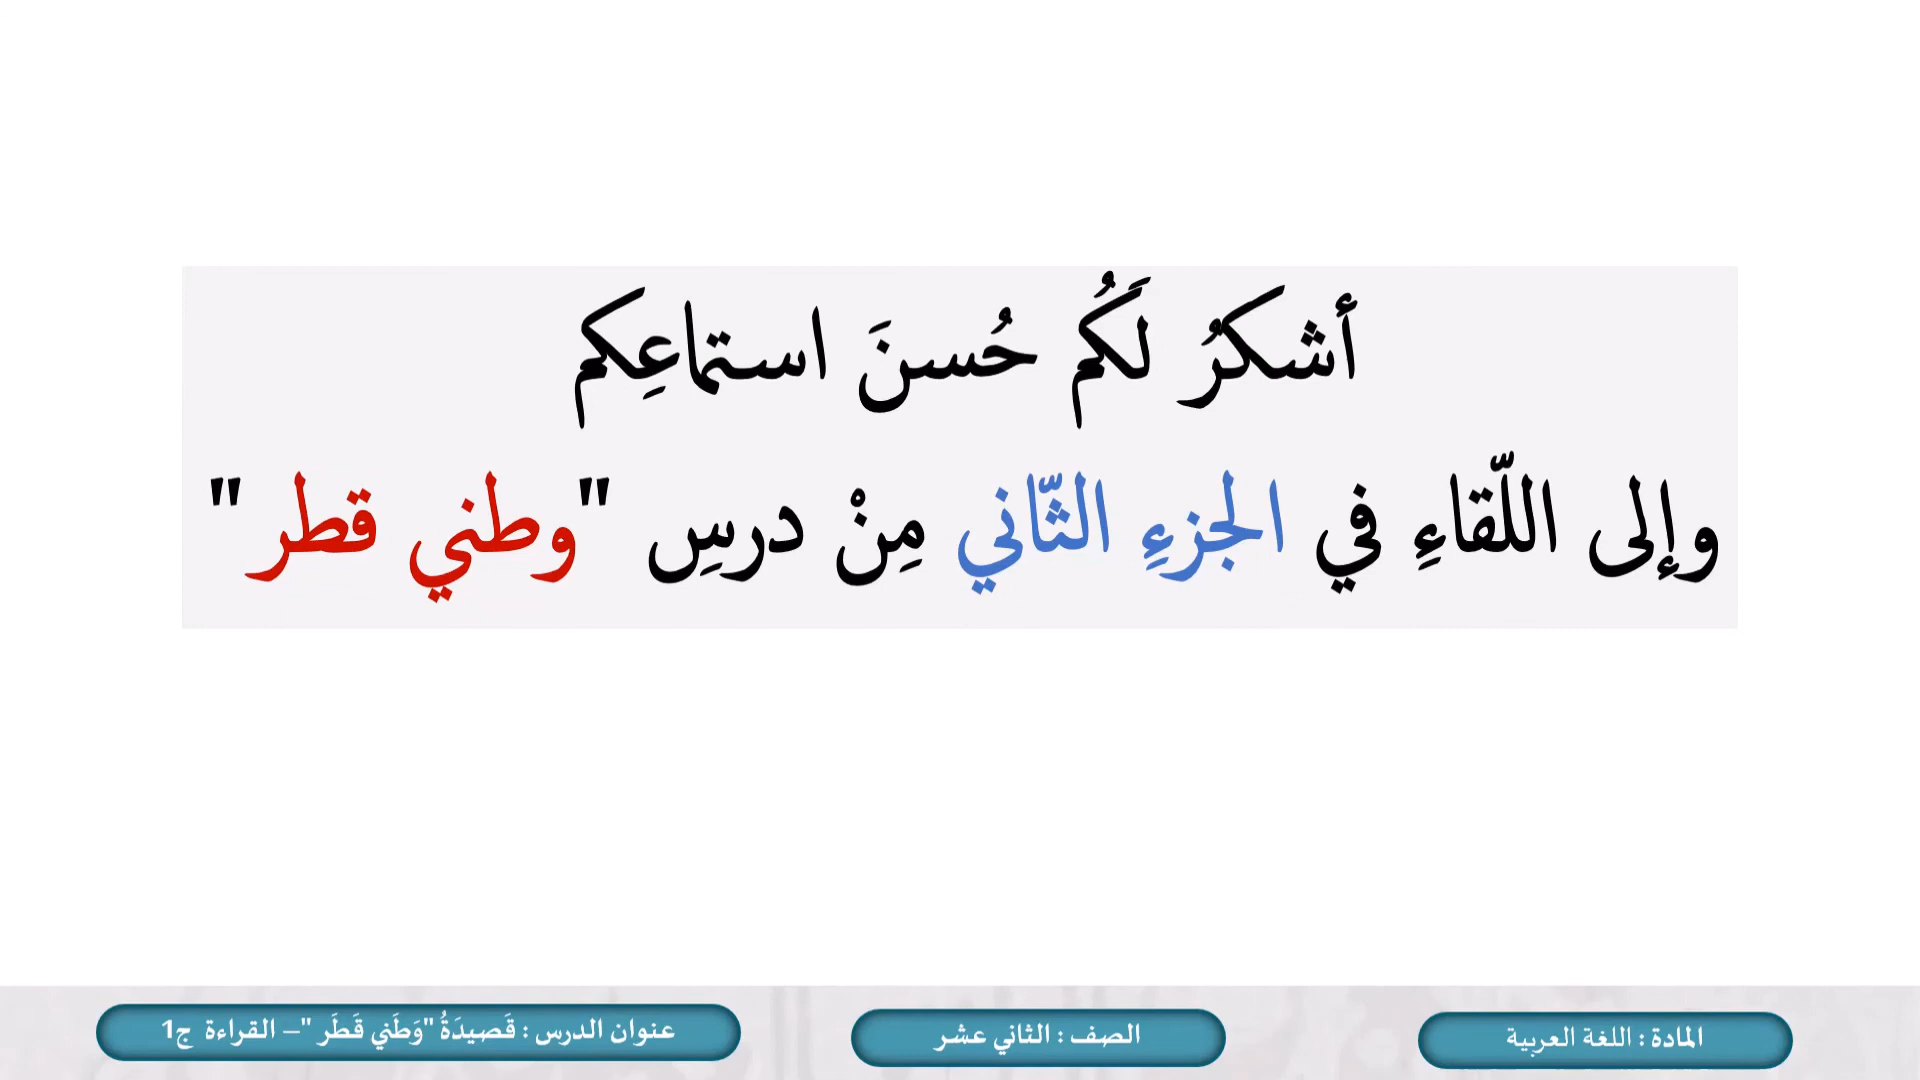 أشكرُ لَكُم حُسنَ استماعِكم
وإلى اللّقاءِ في الجزءِ الثّاني مِنْ درسِ "وطني قطر "
المادة : اللغة العربية
الصف : الثاني عشر
عنوان الدرس : قَصيدَةُ "وَطَني قَطَر "– القراءة ج1